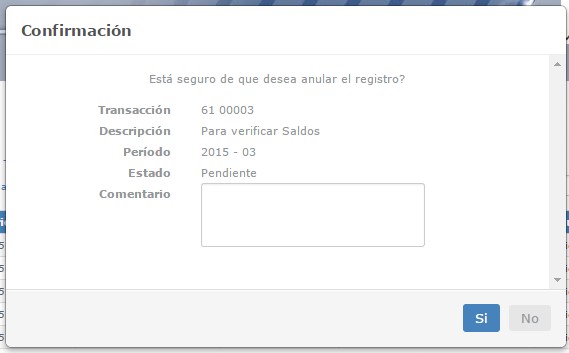 Confirmación
Está seguro de que desea anular el registro?
Transacción 61 00003
Descripción Para verificar Saldos
Período 2015 - 03
Estado Pendiente
Comentario
Si No